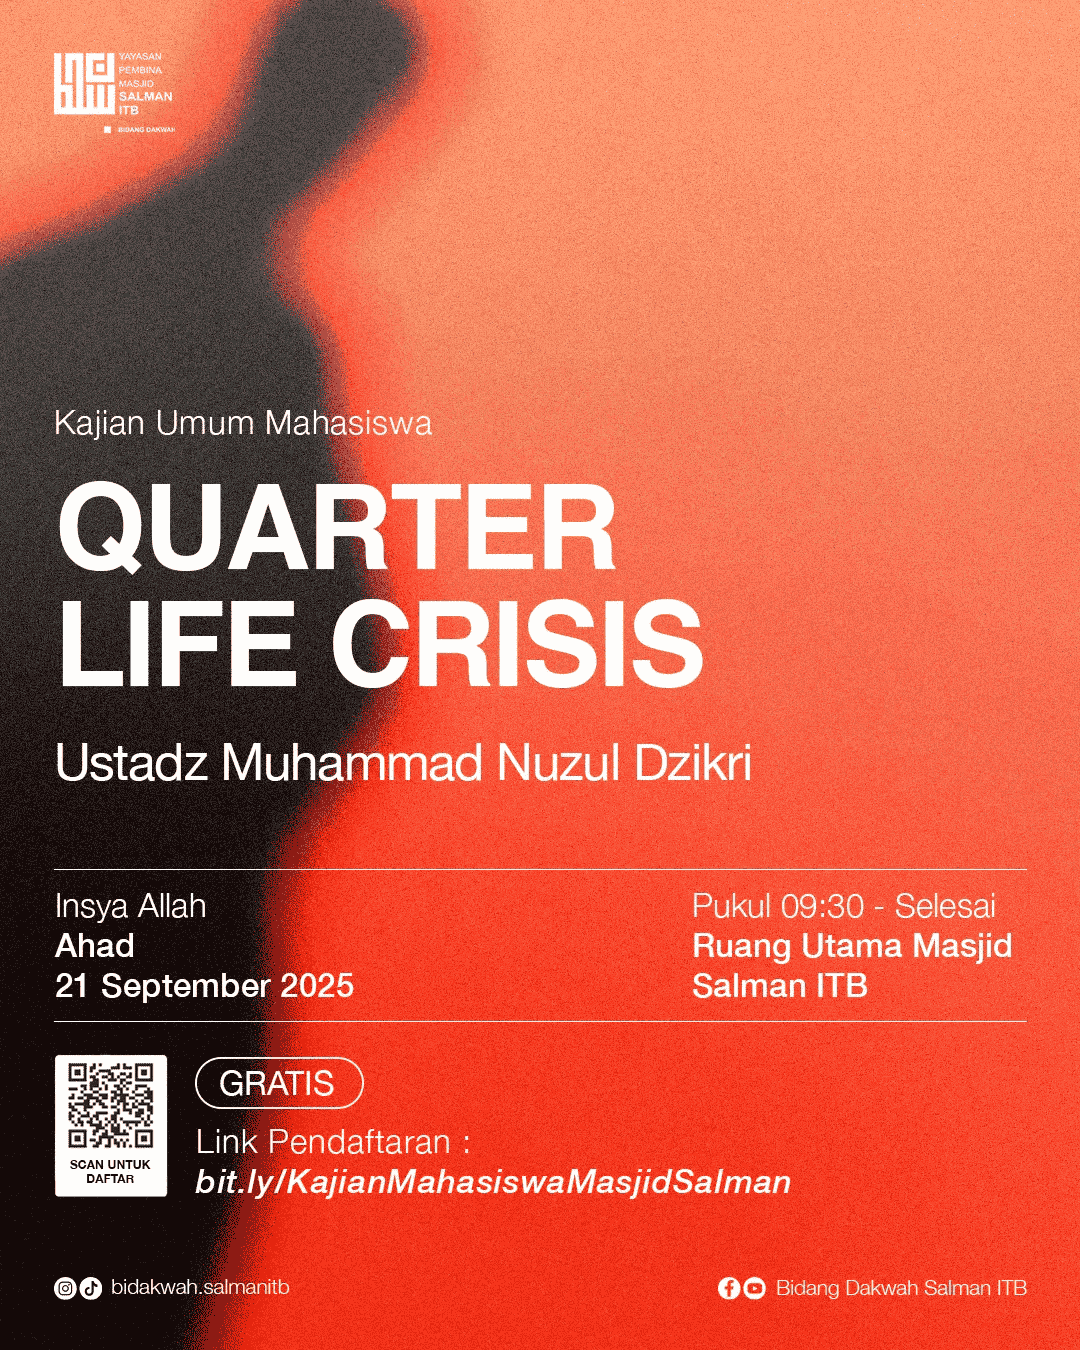 YAYASAN
PEMBINA
MASJID
SALMAN
ITB
BIDANG DAKWAH
Kajian Umum Mahasiswa
QUARTER
LIFE CRISIS
Ustadz Muhammad Nuzul Dzikri
Insya Allah
Ahad
21 September 2025
Pukul 09:30 - Selesai
Ruang Utama Masjid
Salman ITB
SCAN UNTUK
DAFTAR
GRATIS
Link Pendaftaran :
bit.ly/KajianMahasiswaMasjidSalman
bidakwah.salmanitb
Bidang Dakwah Salman ITB